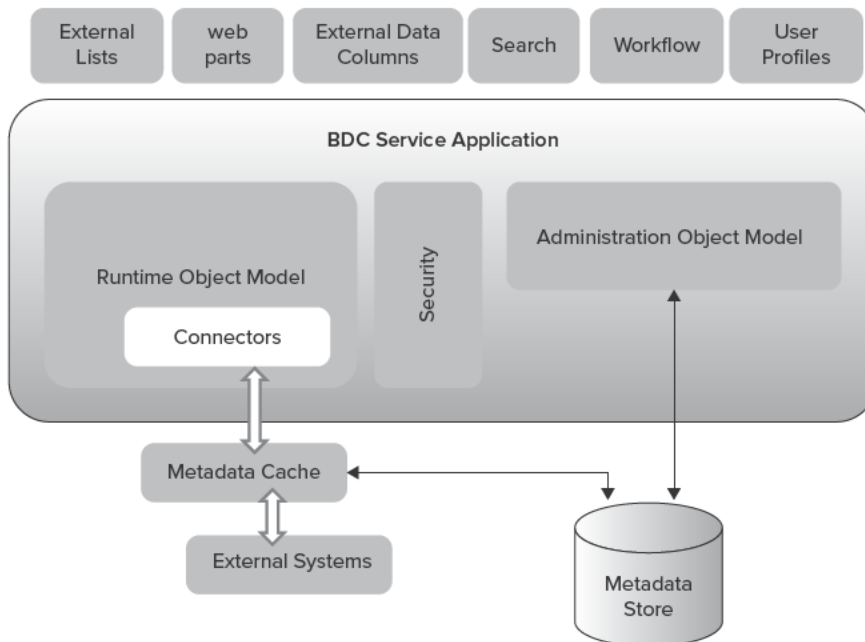 External
Lists
web
parts
External Data
Columns
Search
Workflow
User
Profiles
BDC Service Application
Runtime Object Model
Connectors
Security
Administration Object Model
Metadata Cache
External Systems
Metadata
Store